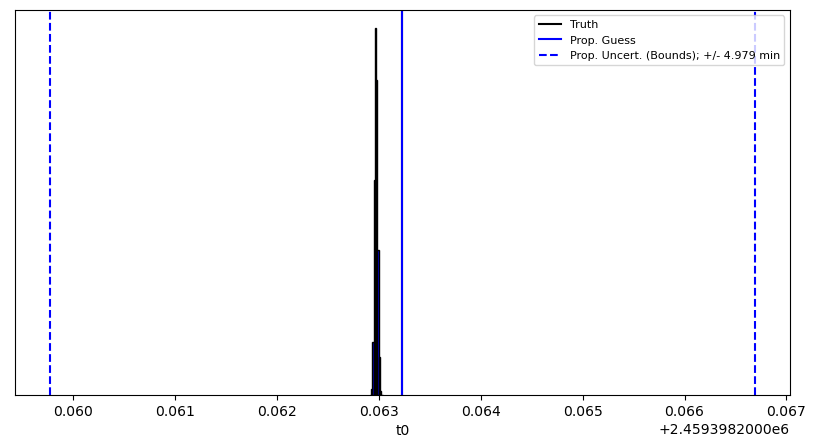 Truth
Prop. Guess
Prop. Uncert. (Bounds); +/- 4.979 min
0.060 0.061 0.062 0.063 0.064 0.065 0.066 0.067
t0
+2.4593982000e6